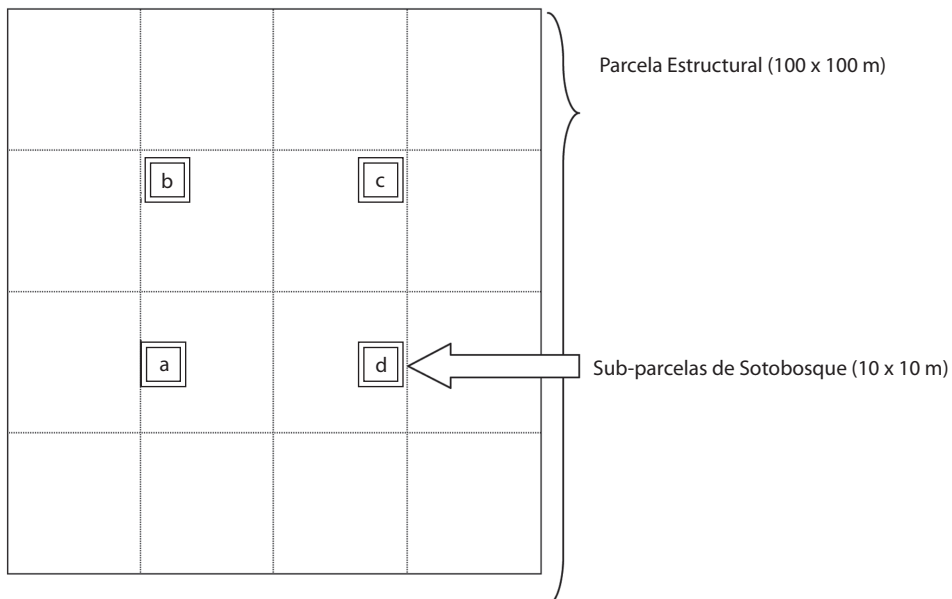 Parcela Estructural (100 x 100 m)
b
c
a
d
Sub-parcelas de Sotobosque (10 x 10 m)